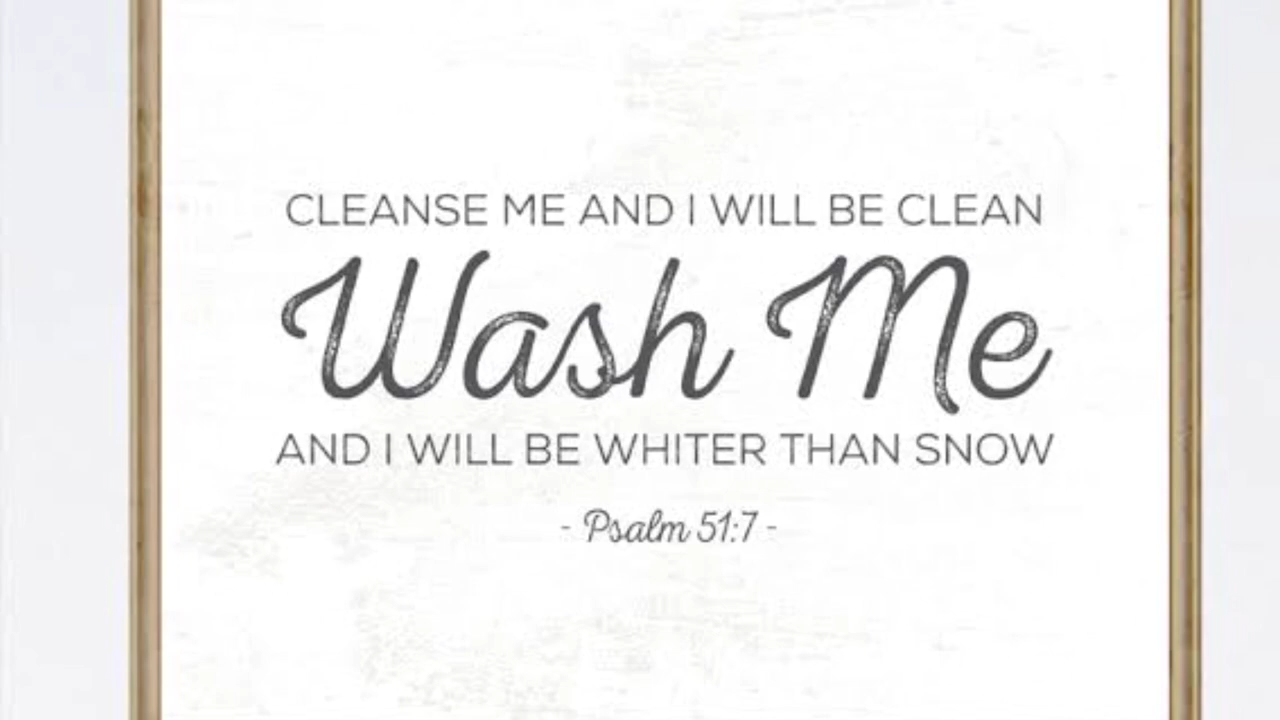 CLEANSE ME AND I WILL BE CLEAN
Wash Me
AND I WILL BE WHITER THAN SNOW
- Psalm 51:7 -